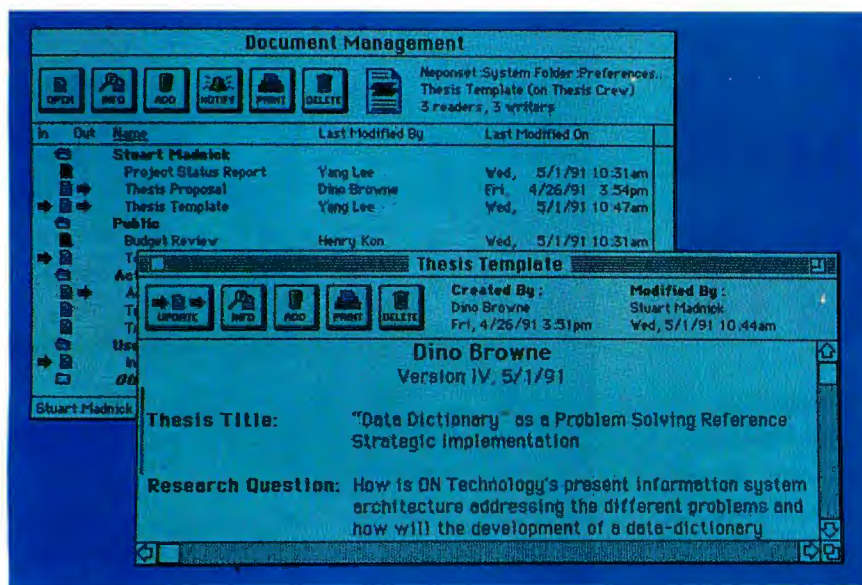 Document Management
OPEN INFO ADD NOTIFY PRINT DELETE
Neponset:System Folder:Preferences..
Thesis Template (on Thesis Crew)
3 readers, 3 writers
In Out Name Last Modified By Last Modified On
Stuart Madnick
Project Status Report Yang Lee Wed, 5/1/91 10:31am
Thesis Proposal Dino Browne Fri, 4/26/91 3:54pm
Thesis Template Yang Lee Wed, 5/1/91 10:47am
Public
Budget Review Henry Kon Wed, 5/1/91 10:31am
Stuart Madnick
Thesis Template
UPDATE INFO ADD PRINT DELETE
Created By: Modified By:
Dino Browne Stuart Madnick
Fri, 4/26/91 3:51pm Wed, 5/1/91 10:44am
Dino Browne
Version IV, 5/1/91
Thesis Title: "Data Dictionary" as a Problem Solving Reference
Strategic Implementation
Research Question: How is ON Technology's present information system
architecture addressing the different problems and
how will the development of a data-dictionary